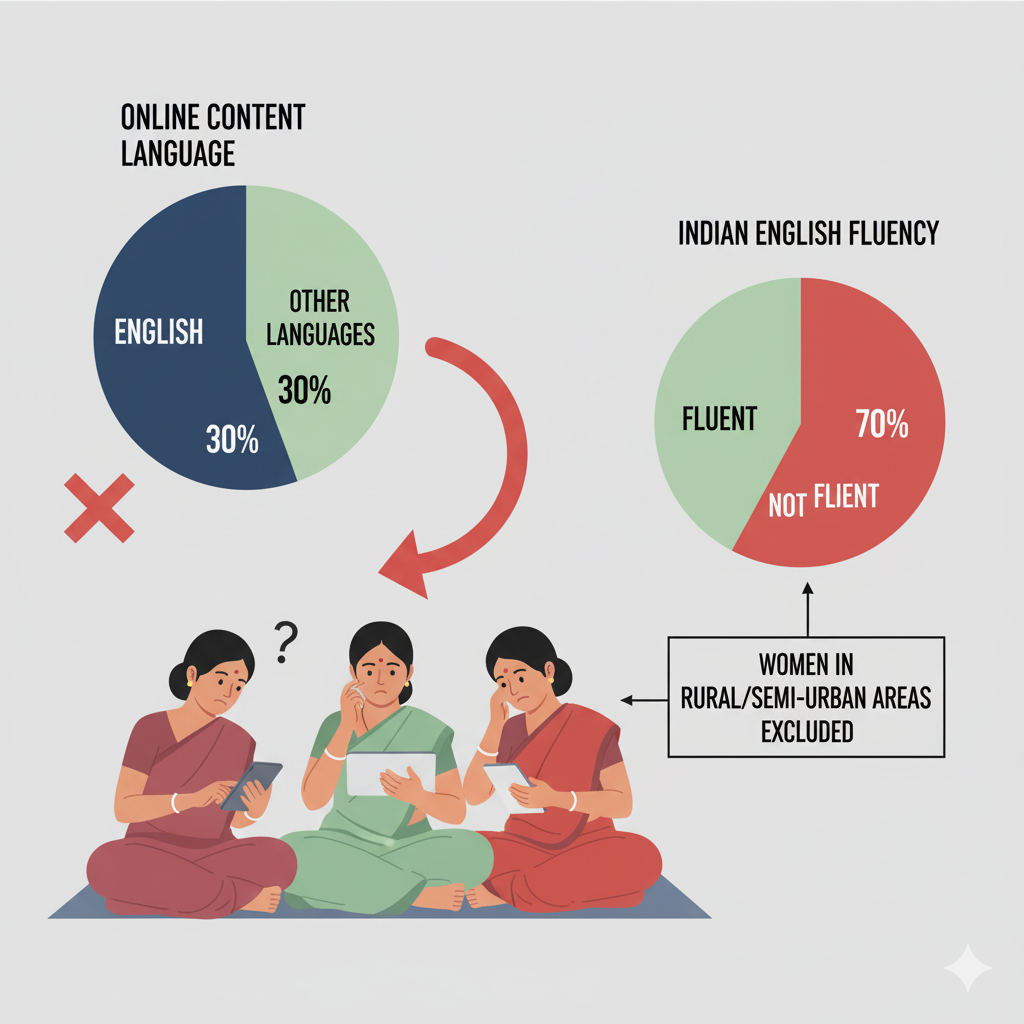 ONLINE CONTENT
LANGUAGE
ENGLISH
30%
OTHER
LANGUAGES
30%
INDIAN ENGLISH FLUENCY
FLUENT
70%
NOT FLIENT
?
WOMEN IN
RURAL/SEMI-URBAN AREAS
EXCLUDED